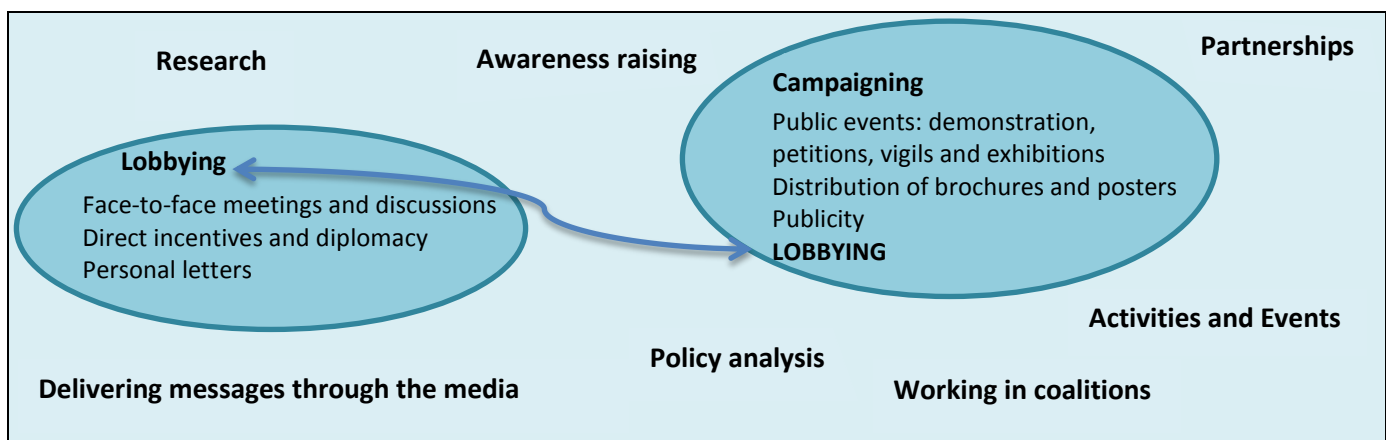 Research
Awareness raising
Partnerships
Lobbying
Face-to-face meetings and discussions
Direct incentives and diplomacy
Personal letters
Campaigning
Public events: demonstration,
petitions, vigils and exhibitions
Distribution of brochures and posters
Publicity
LOBBYING
Activities and Events
Policy analysis
Delivering messages through the media
Working in coalitions